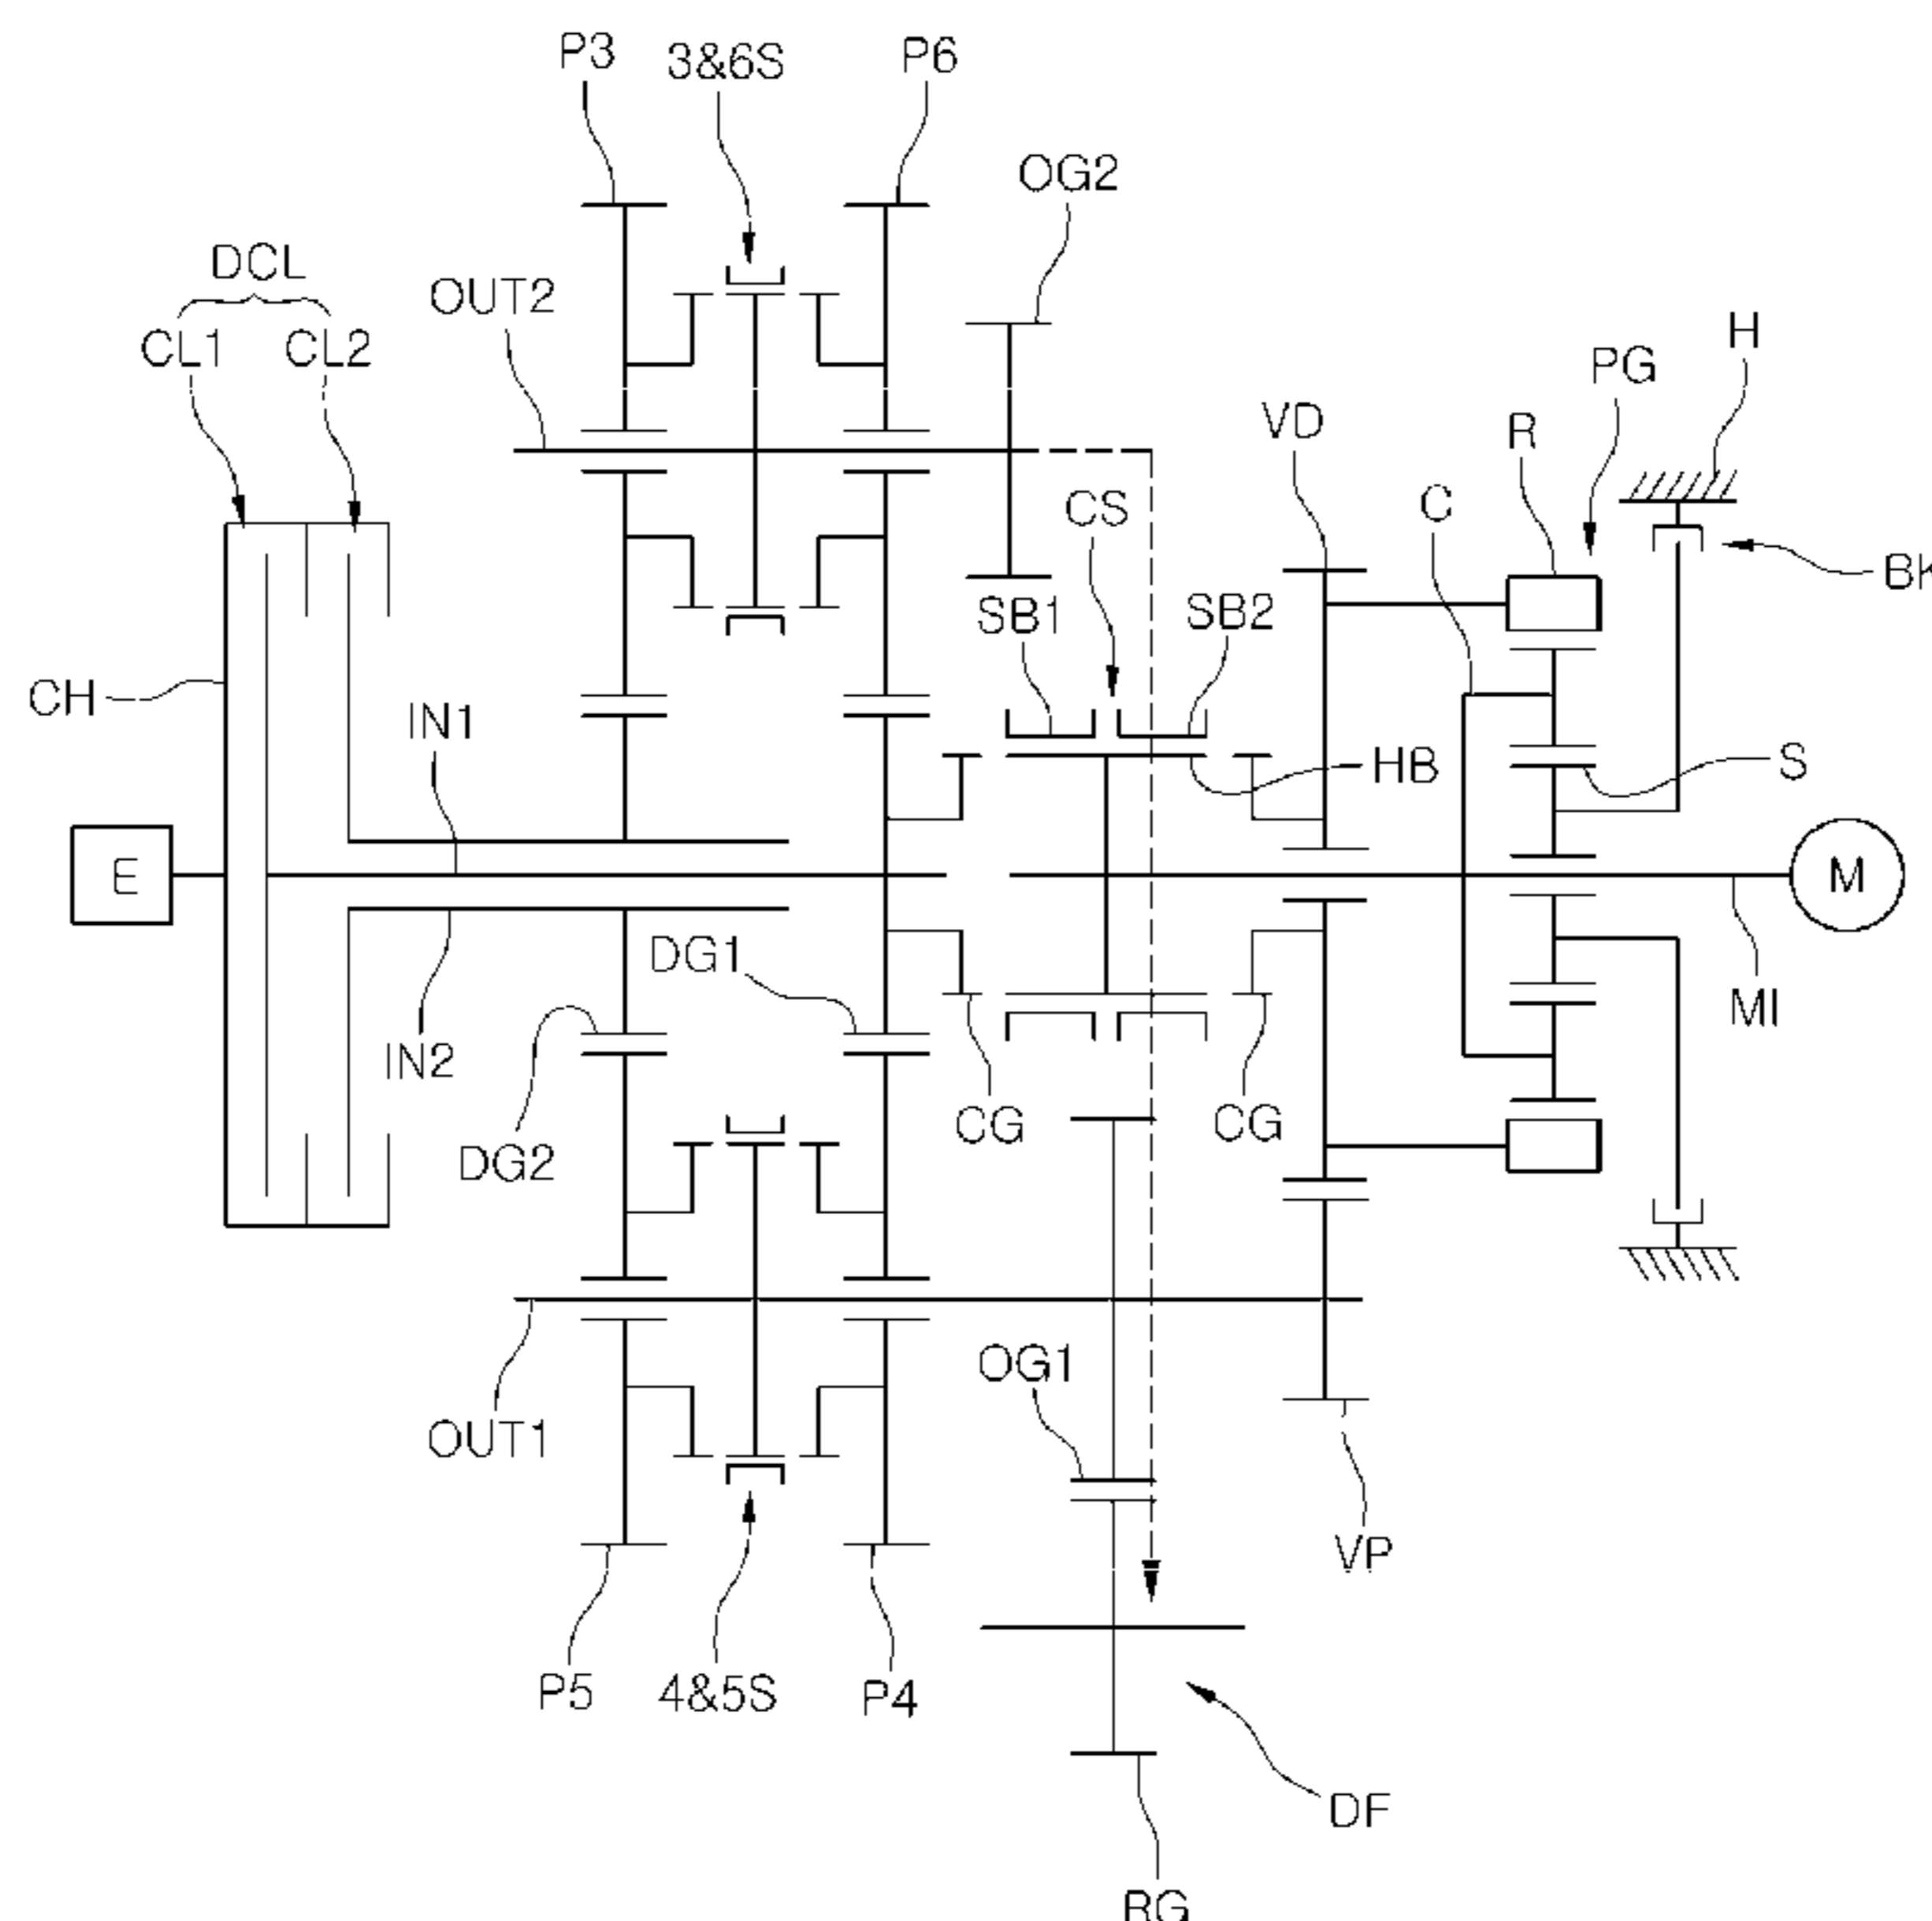 P3
3&6S
P6
OG2
DCL
OUT2
CL1
CL2
H
PG
VD
R
C
CS
BK
SB1
SB2
CH
IN1
HB
S
E
M
DG1
MI
IN2
CG
CG
DG2
OG1
OUT1
VP
P5
4&5S
P4
DF
RG